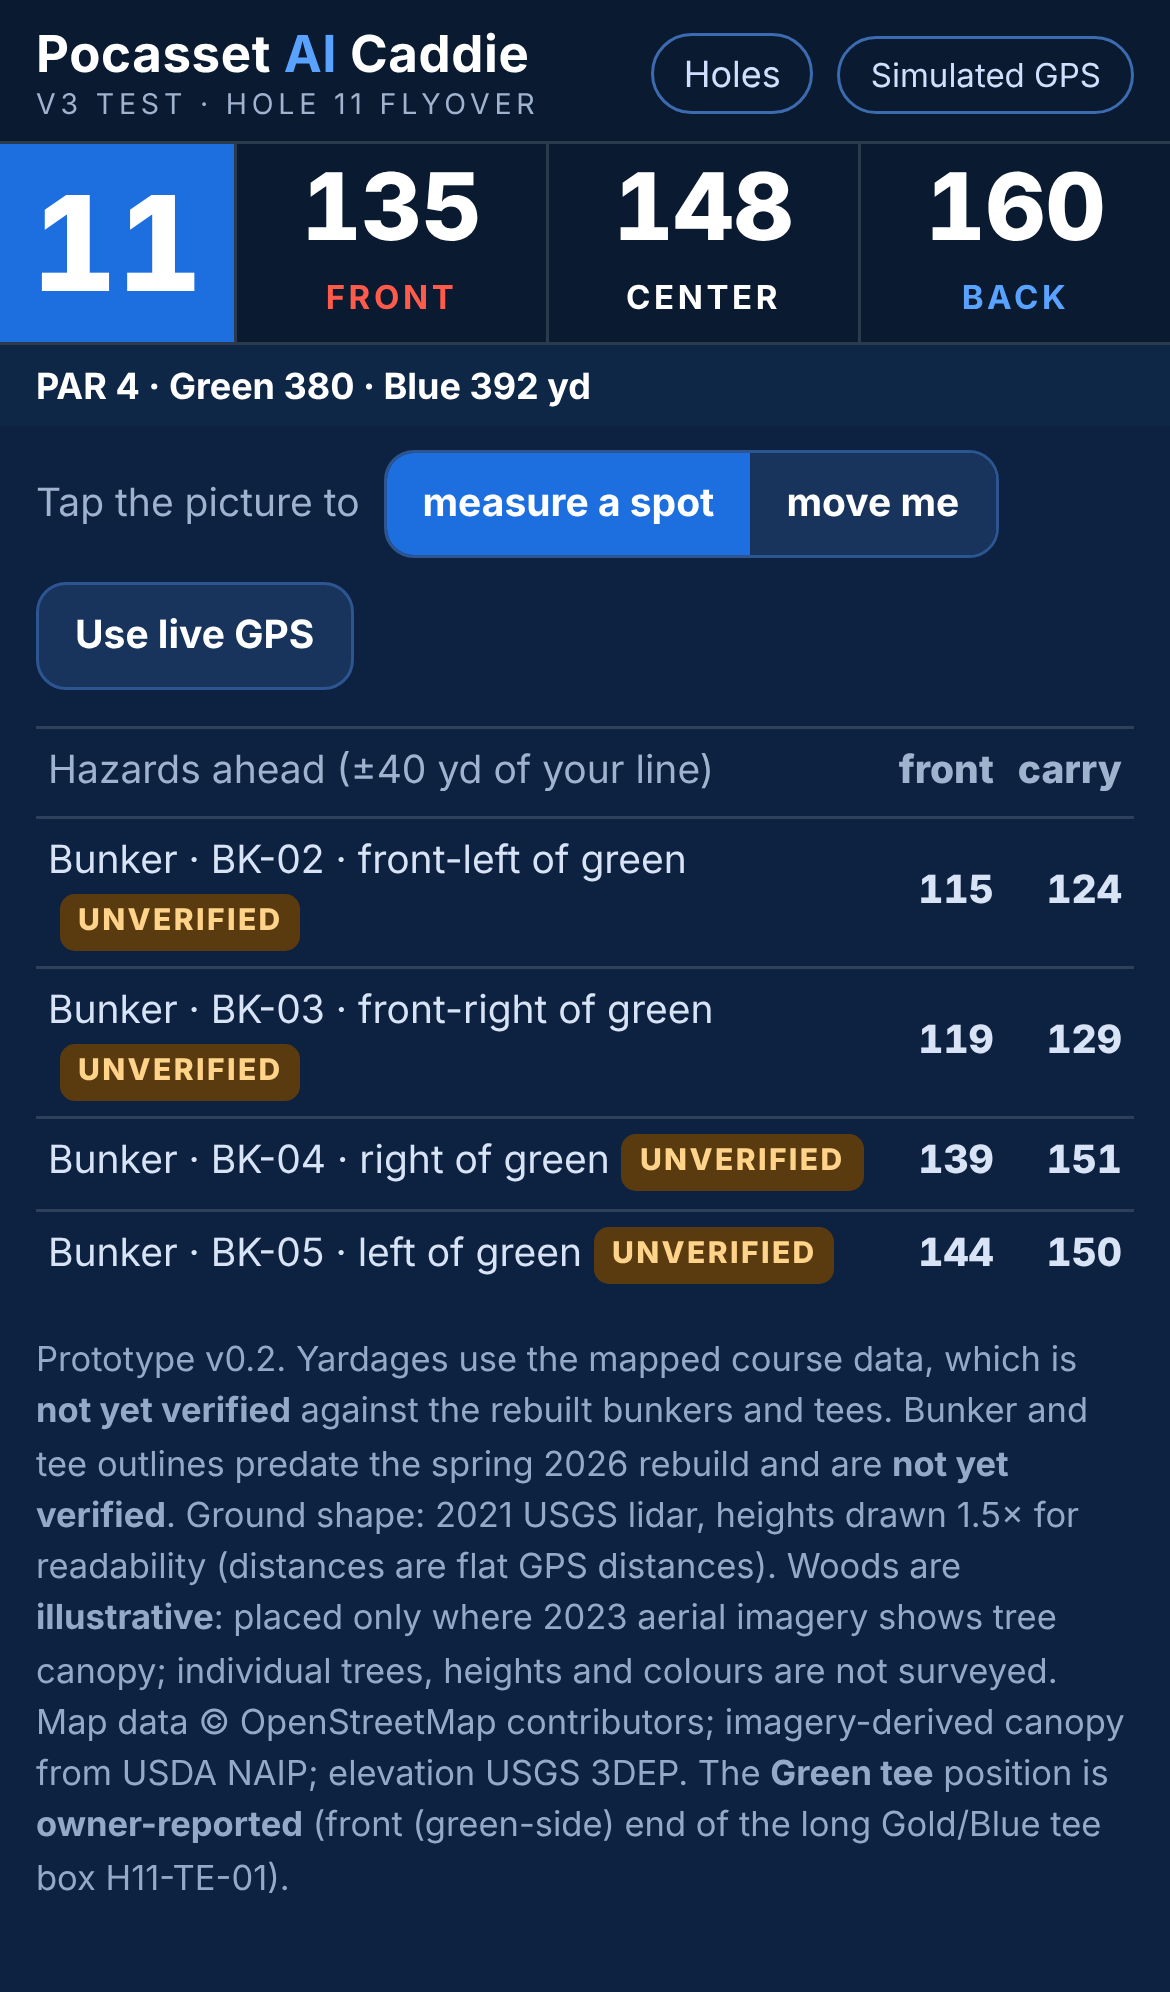 Pocasset AI Caddie
V3 TEST · HOLE 11 FLYOVER
Holes
Simulated GPS
11
135
FRONT
148
CENTER
160
BACK
PAR 4 · Green 380 · Blue 392 yd
Tap the picture to
measure a spot
move me
Use live GPS
Hazards ahead (±40 yd of your line) front carry
Bunker · BK-02 · front-left of green
UNVERIFIED
115 124
Bunker · BK-03 · front-right of green
UNVERIFIED
119 129
Bunker · BK-04 · right of green UNVERIFIED 139 151
Bunker · BK-05 · left of green UNVERIFIED 144 150
Prototype v0.2. Yardages use the mapped course data, which is
not yet verified against the rebuilt bunkers and tees. Bunker and
tee outlines predate the spring 2026 rebuild and are not yet
verified. Ground shape: 2021 USGS lidar, heights drawn 1.5× for
readability (distances are flat GPS distances). Woods are
illustrative: placed only where 2023 aerial imagery shows tree
canopy; individual trees, heights and colours are not surveyed.
Map data © OpenStreetMap contributors; imagery-derived canopy
from USDA NAIP; elevation USGS 3DEP. The Green tee position is
owner-reported (front (green-side) end of the long Gold/Blue tee
box H11-TE-01).